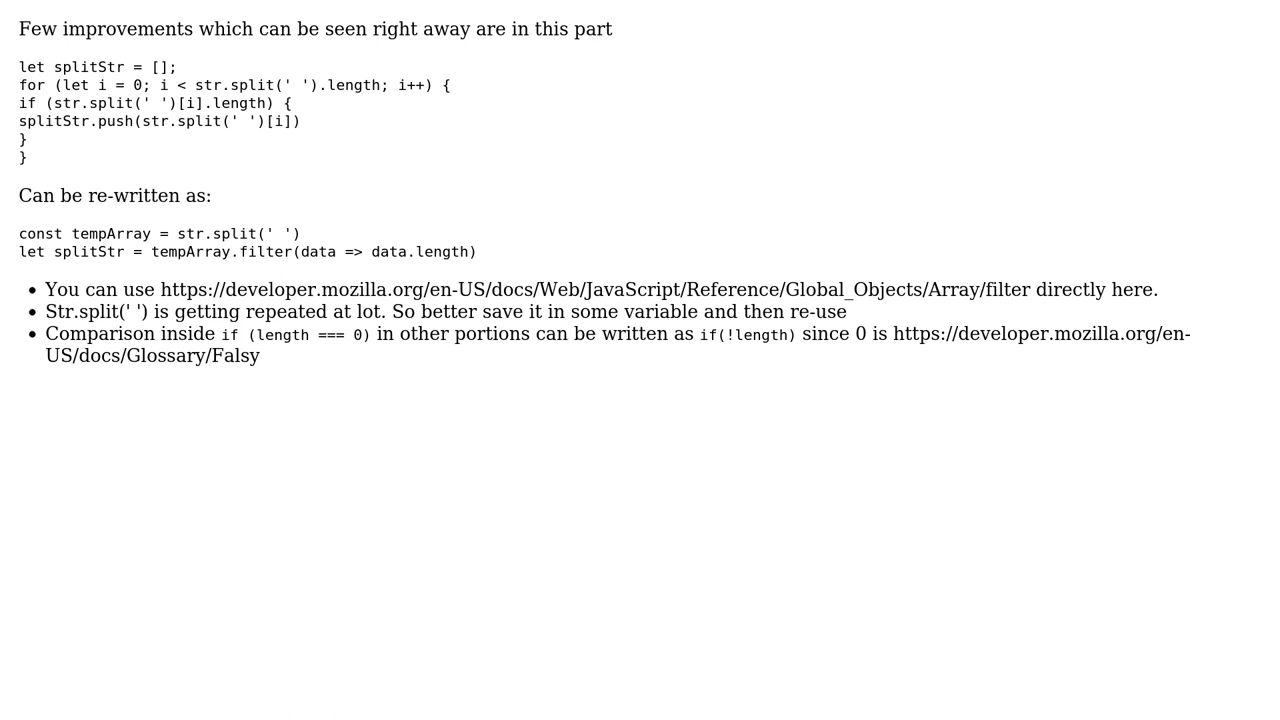 Few improvements which can be seen right away are in this part
let splitStr = [];
for (let i = 0; i < str.split(' ').length; i++) {
if (str.split(' ')[i].length) {
splitStr.push(str.split(' ')[i])
}
}
Can be re-written as:
const tempArray = str.split(' ')
let splitStr = tempArray.filter(data => data.length)
• You can use https://developer.mozilla.org/en-US/docs/Web/JavaScript/Reference/Global_Objects/Array/filter directly here.
• Str.split(' ') is getting repeated at lot. So better save it in some variable and then re-use
• Comparison inside if (length === 0) in other portions can be written as if(!length) since 0 is https://developer.mozilla.org/en-
US/docs/Glossary/Falsy